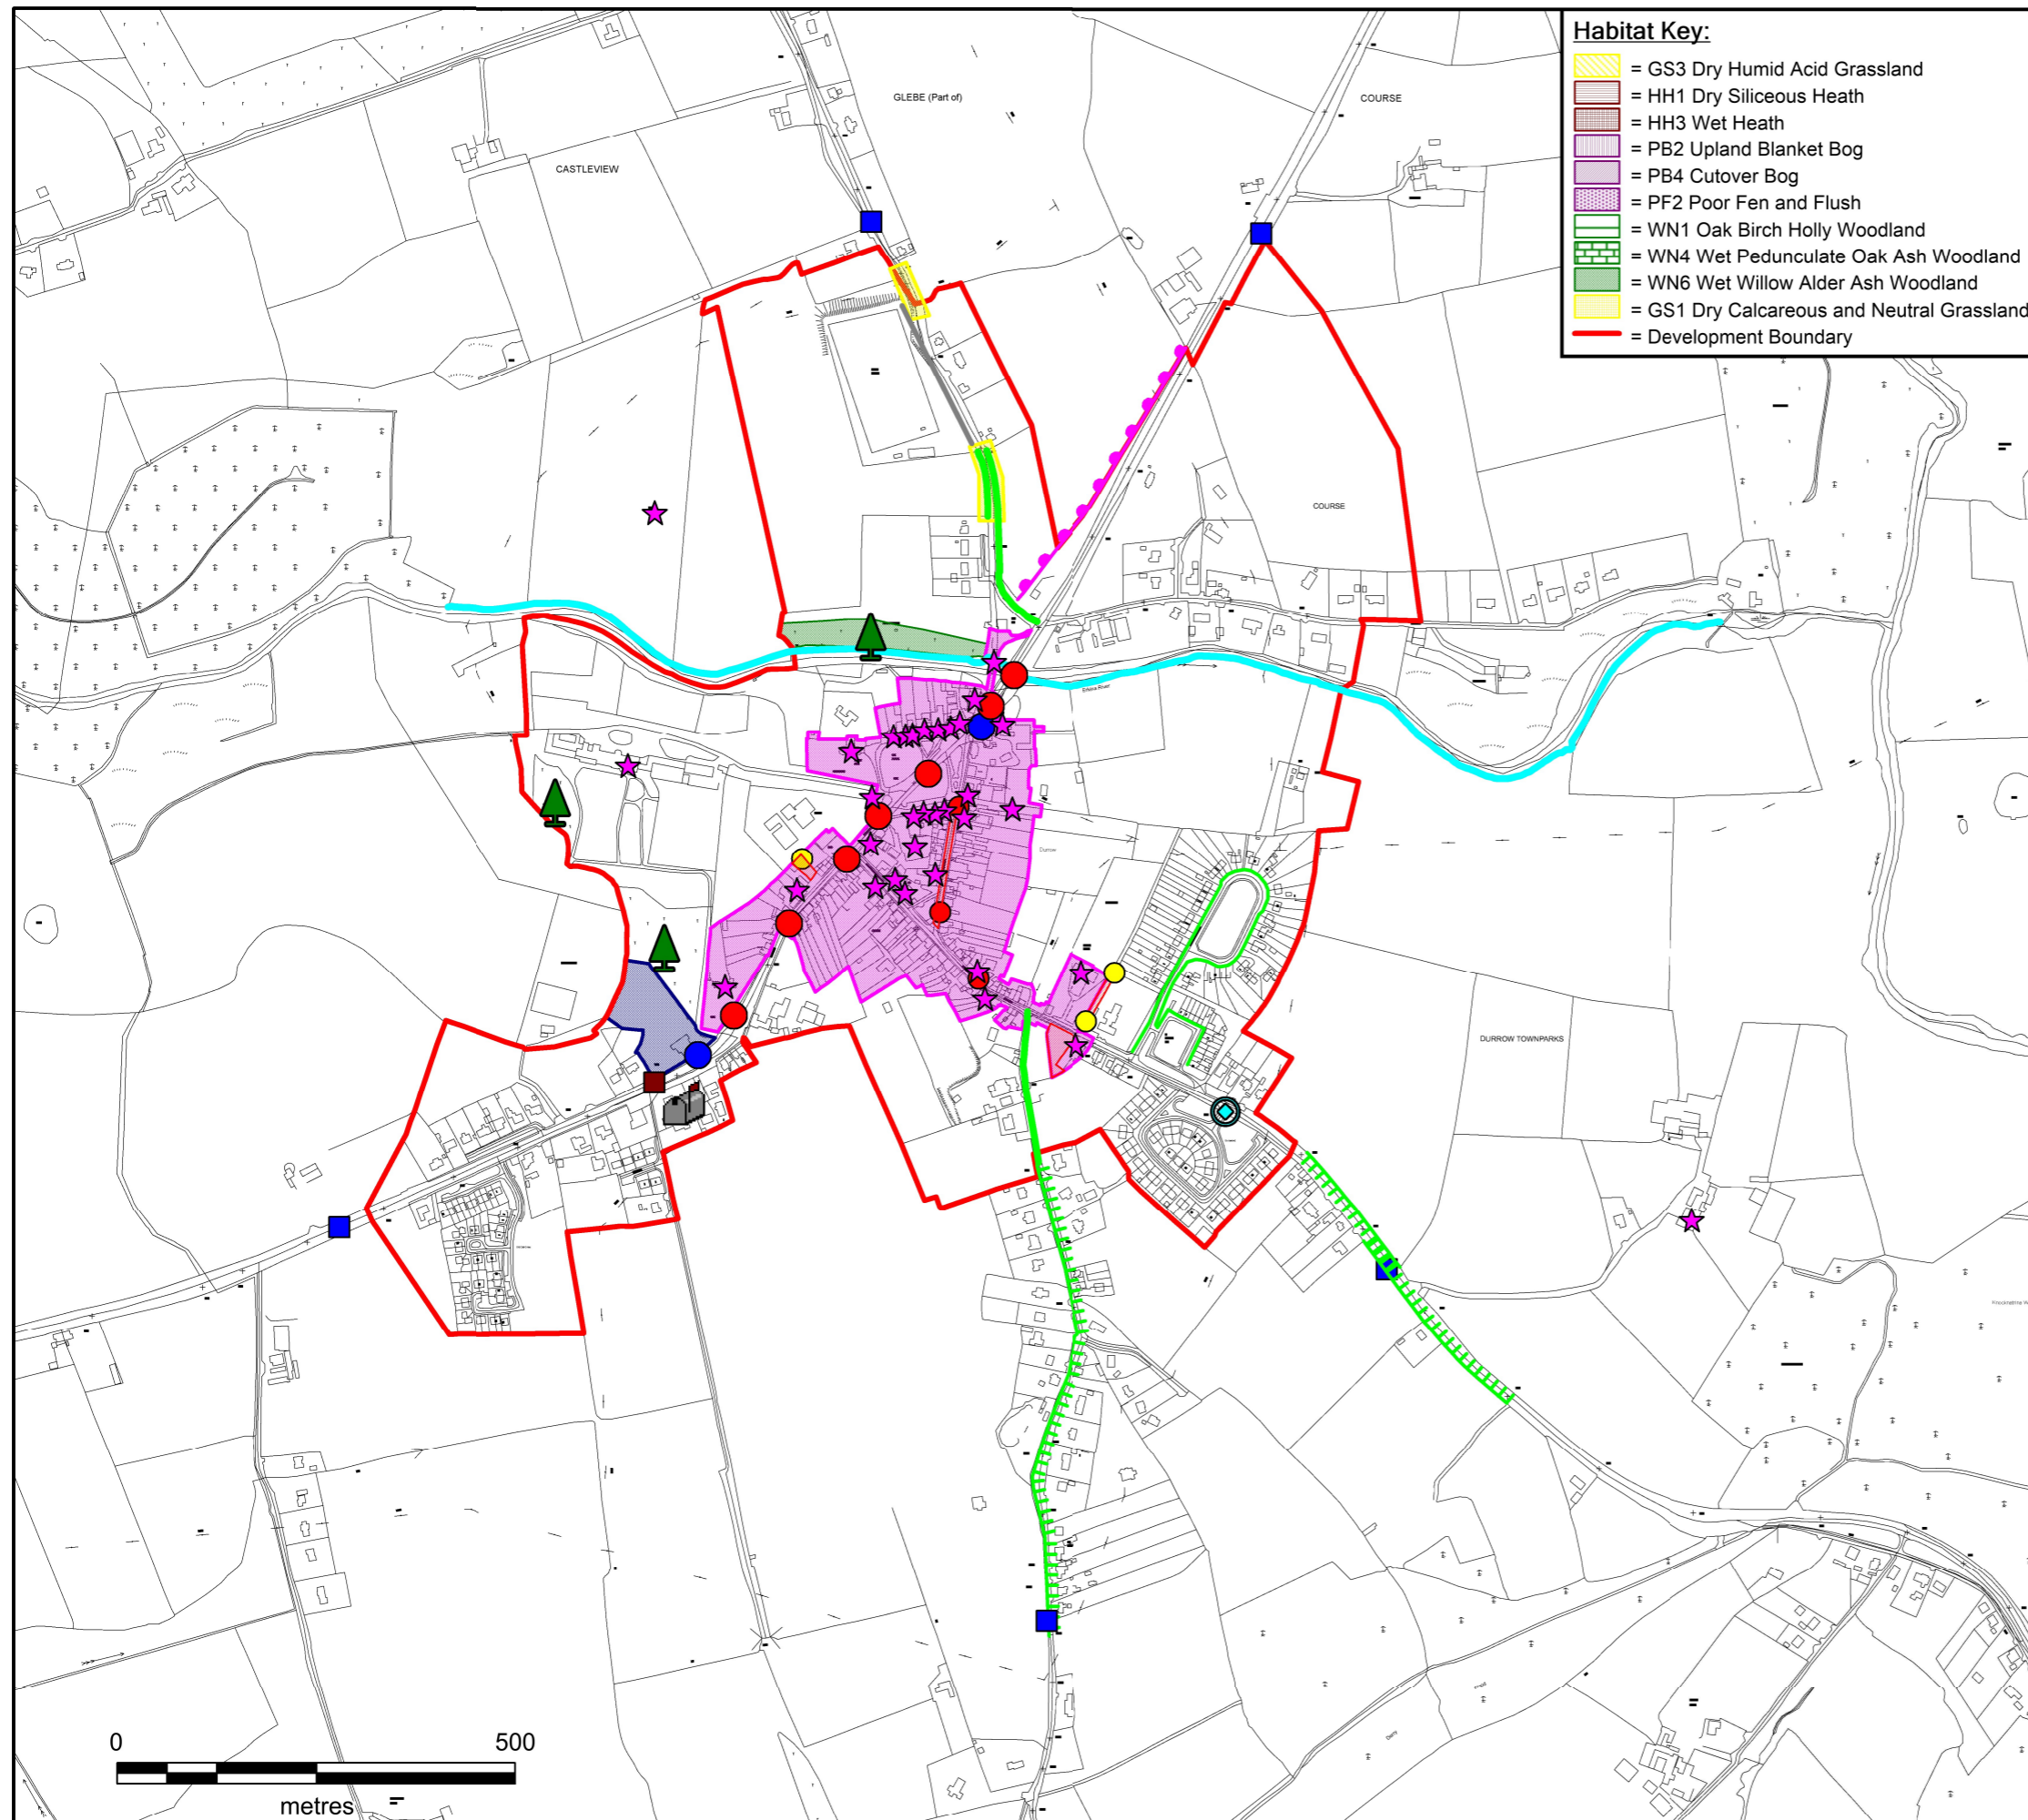 Habitat Key:
= GS3 Dry Humid Acid Grassland
= HH1 Dry Siliceous Heath
= HH3 Wet Heath
= PB2 Upland Blanket Bog
= PB4 Cutover Bog
= PF2 Poor Fen and Flush
= WN1 Oak Birch Holly Woodland
= WN4 Wet Pedunculate Oak Ash Woodland
= WN6 Wet Willow Alder Ash Woodland
= GS1 Dry Calcareous and Neutral Grassland
= Development Boundary
GLEBE (Part of)
COURSE
CASTLEVIEW
COURSE
Durrow
DURROW TOWNPARKS
0 500
metres